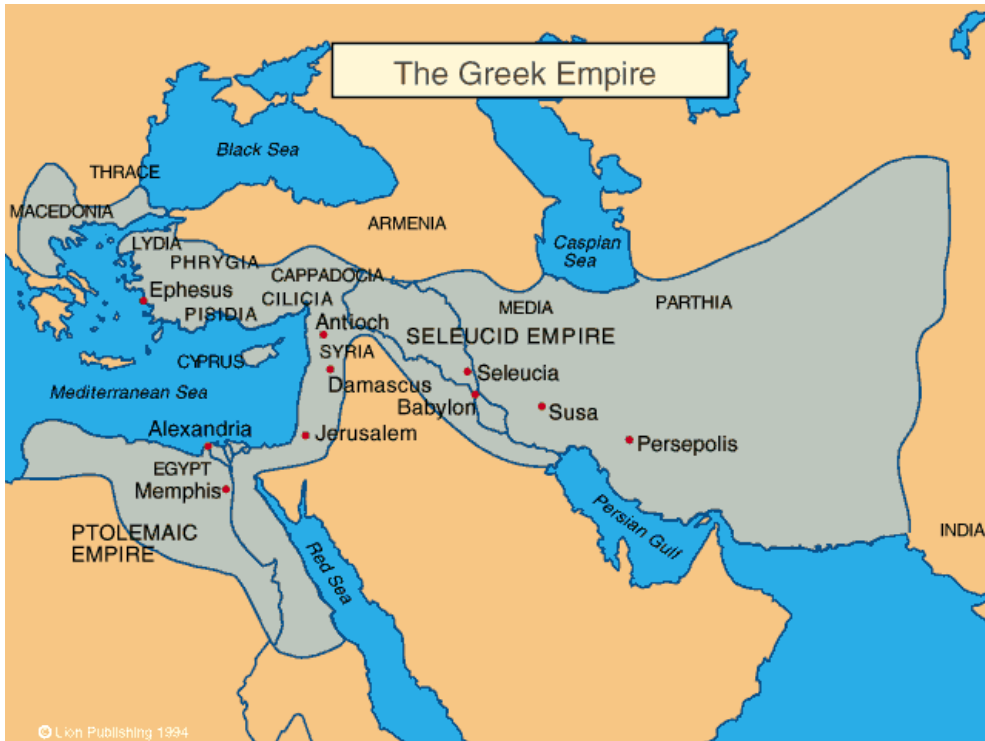 The Greek Empire
Black Sea
THRACE
MACEDONIA
ARMENIA
LYDIA
PHRYGIA
Caspian
Sea
CAPPADOCIA
Ephesus
CILICIA
MEDIA
PARTHIA
PISIDIA
Antioch
SELEUCID EMPIRE
SYRIA
CYPRUS
Seleucia
Damascus
Mediterranean Sea
Babylon
Susa
Alexandria
Jerusalem
Persepolis
EGYPT
Memphis
PTOLEMAIC
EMPIRE
Persian Gulf
INDIA
Red Sea
© Lion Publishing 1994